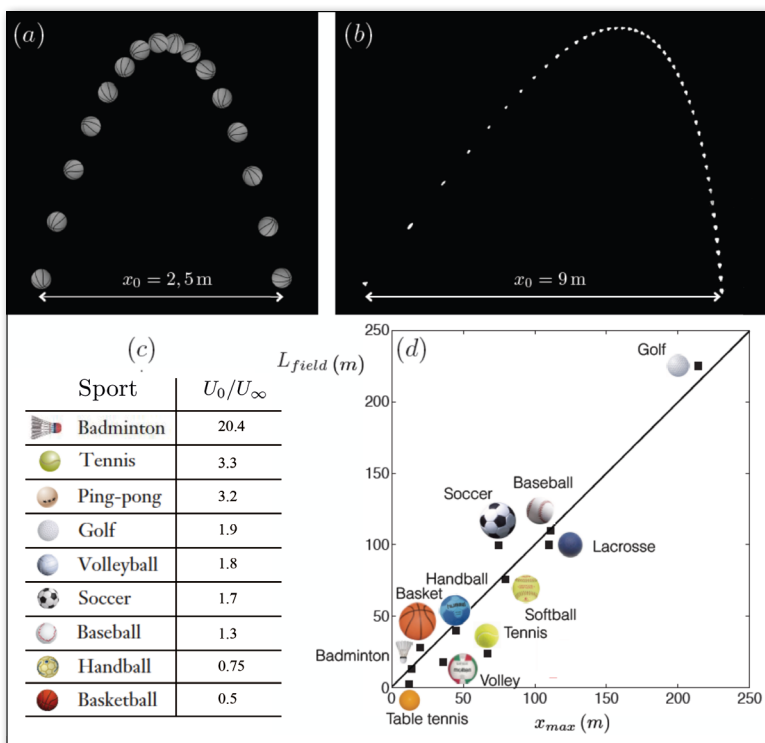 (a)
x₀ = 2, 5 m
(b)
x₀ = 9 m
(c)
Sport U₀/U∞
Badminton 20.4
Tennis 3.3
Ping-pong 3.2
Golf 1.9
Volleyball 1.8
Soccer 1.7
Baseball 1.3
Handball 0.75
Basketball 0.5
L_field (m)
(d)
250
200
150
100
50
0
0 50 100 150 200 250
x_max (m)
Golf
Baseball
Soccer
Lacrosse
Handball
Basket
Softball
Tennis
Badminton
Volley
Table tennis